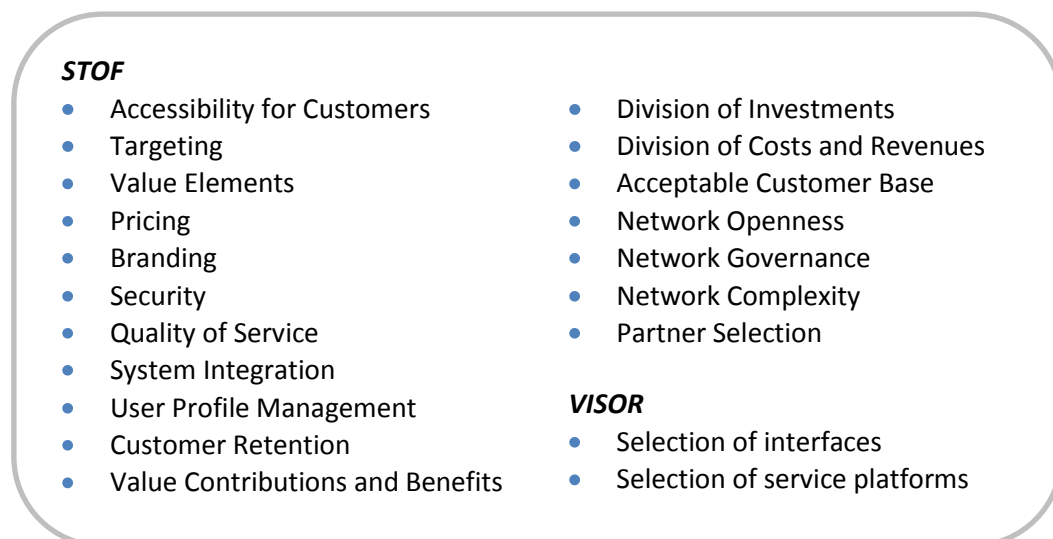 STOF
• Accessibility for Customers
• Targeting
• Value Elements
• Pricing
• Branding
• Security
• Quality of Service
• System Integration
• User Profile Management
• Customer Retention
• Value Contributions and Benefits
• Division of Investments
• Division of Costs and Revenues
• Acceptable Customer Base
• Network Openness
• Network Governance
• Network Complexity
• Partner Selection
VISOR
• Selection of interfaces
• Selection of service platforms